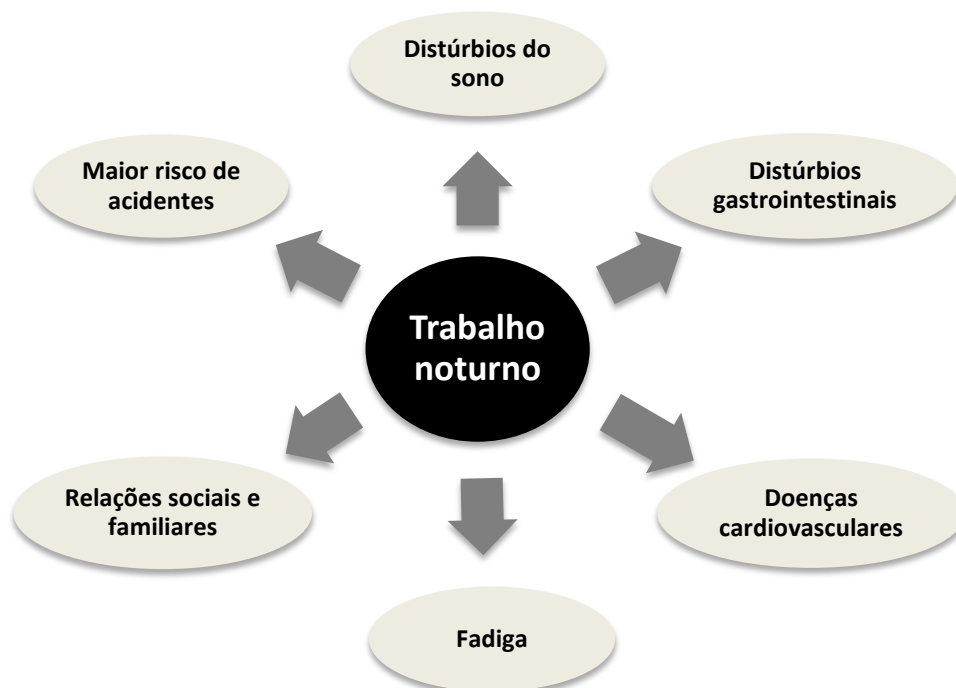 Distúrbios do
sono
Maior risco de
acidentes
Distúrbios
gastrointestinais
Trabalho
noturno
Relações sociais e
familiares
Doenças
cardiovasculares
Fadiga